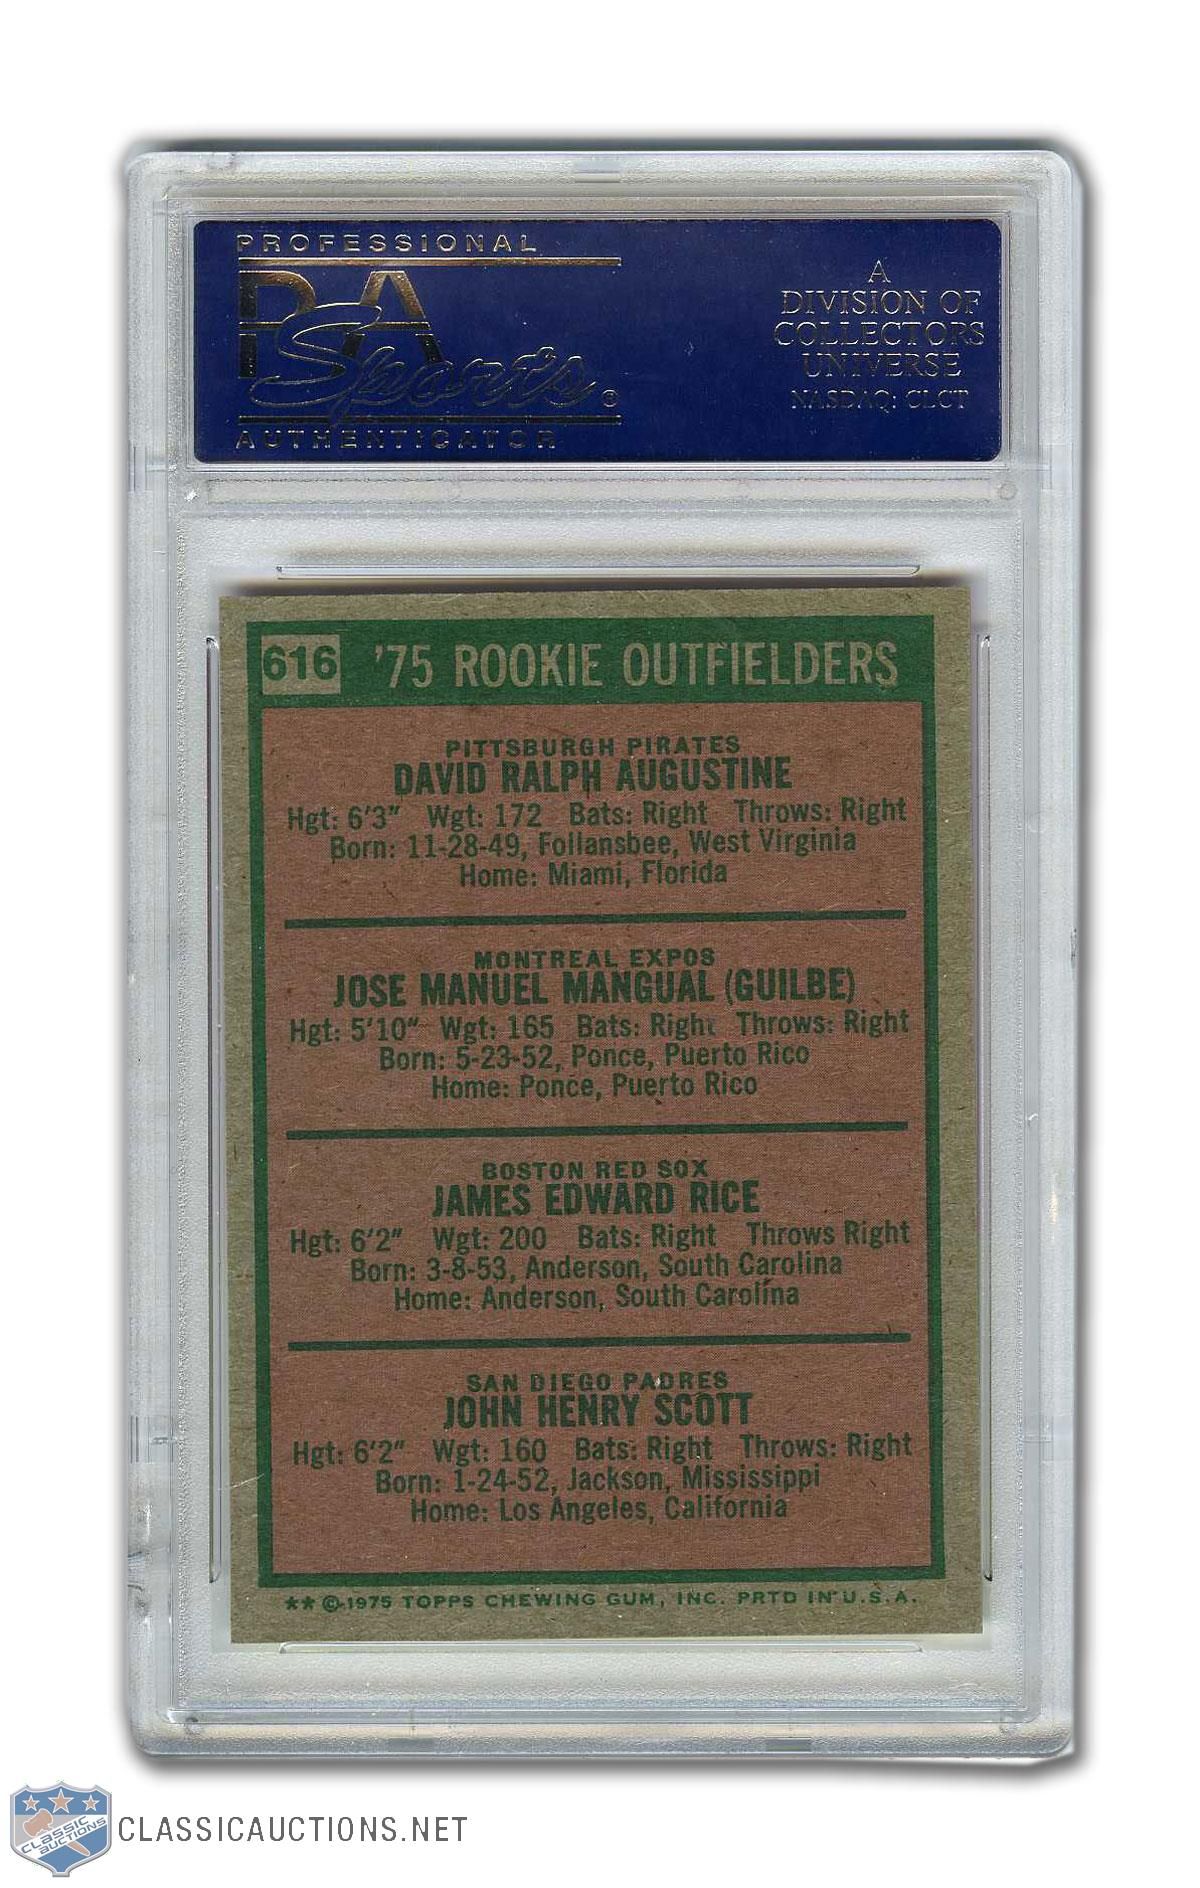 PROFESSIONAL
PSA
Sports®
AUTHENTICATOR
A
DIVISION OF
COLLECTORS
UNIVERSE
NASDAQ: CLCT
616 '75 ROOKIE OUTFIELDERS
PITTSBURGH PIRATES
DAVID RALPH AUGUSTINE
Hgt: 6'3" Wgt: 172 Bats: Right Throws: Right
Born: 11-28-49, Follansbee, West Virginia
Home: Miami, Florida
MONTREAL EXPOS
JOSE MANUEL MANGUAL (GUILBE)
Hgt: 5'10" Wgt: 165 Bats: Right Throws: Right
Born: 5-23-52, Ponce, Puerto Rico
Home: Ponce, Puerto Rico
BOSTON RED SOX
JAMES EDWARD RICE
Hgt: 6'2" Wgt: 200 Bats: Right Throws Right
Born: 3-8-53, Anderson, South Carolina
Home: Anderson, South Carolina
SAN DIEGO PADRES
JOHN HENRY SCOTT
Hgt: 6'2" Wgt: 160 Bats: Right Throws: Right
Born: 1-24-52, Jackson, Mississippi
Home: Los Angeles, California
** © 1975 TOPPS CHEWING GUM, INC. PRTD IN U.S.A.
CLASSIC
AUCTIONS
CLASSICAUCTIONS.NET